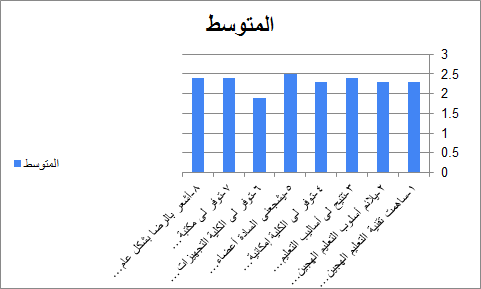 المتوسط
3
2.5
2
1.5
1
0.5
0
المتوسط
١-ساهمت تقنية التعليم الهجين...
٢-يلائم أسلوب التعليم الهجين...
٣-تتيح لي أساليب التعليم...
٤-توفر لي الكلية إمكانية...
٥-يشجعني السادة أعضاء...
٦-توفر لي الكلية التجهيزات...
٧-توفر لي مكتبة...
٨-أشعر بالرضا بشكل عام...